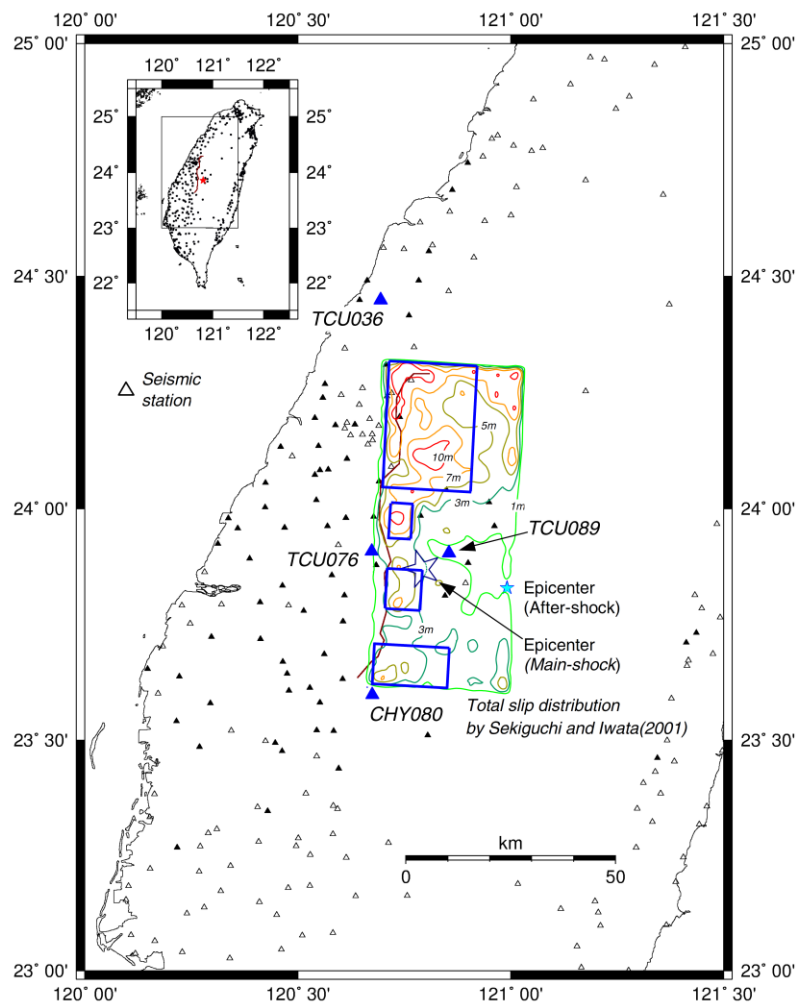 120˚ 00' 120˚ 30' 121˚ 00' 121˚ 30'
25˚ 00' 25˚ 00'
120˚ 121˚ 122˚
25˚ 25˚
24˚ 24˚
23˚ 23˚
22˚ 22˚
120˚ 121˚ 122˚
24˚ 30' 24˚ 30'
TCU036
Seismic
station
5m
10m
7m
3m
1m
24˚ 00' 24˚ 00'
TCU089
TCU076
Epicenter
(After-shock)
3m
Epicenter
(Main-shock)
CHY080
Total slip distribution
by Sekiguchi and Iwata(2001)
23˚ 30' 23˚ 30'
km
0 50
23˚ 00' 23˚ 00'
120˚ 00' 120˚ 30' 121˚ 00' 121˚ 30'